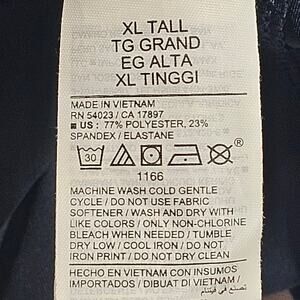 XL TALL
TG GRAND
EG ALTA
XL TINGGI
MADE IN VIETNAM
RN 54023 / CA 17897
■ US : 77% POLYESTER, 23%
SPANDEX / ELASTANE
30
®
1166
MACHINE WASH COLD GENTLE
CYCLE / DO NOT USE FABRIC
SOFTENER / WASH AND DRY WITH
LIKE COLORS / ONLY NON-CHLORINE
BLEACH WHEN NEEDED / TUMBLE
DRY LOW / COOL IRON / DO NOT
IRON PRINT / DO NOT DRY CLEAN
HECHO EN VIETNAM CON INSUMOS
IMPORTADOS / DIBUAT DI VIETNAM /
صنع في فيتنام